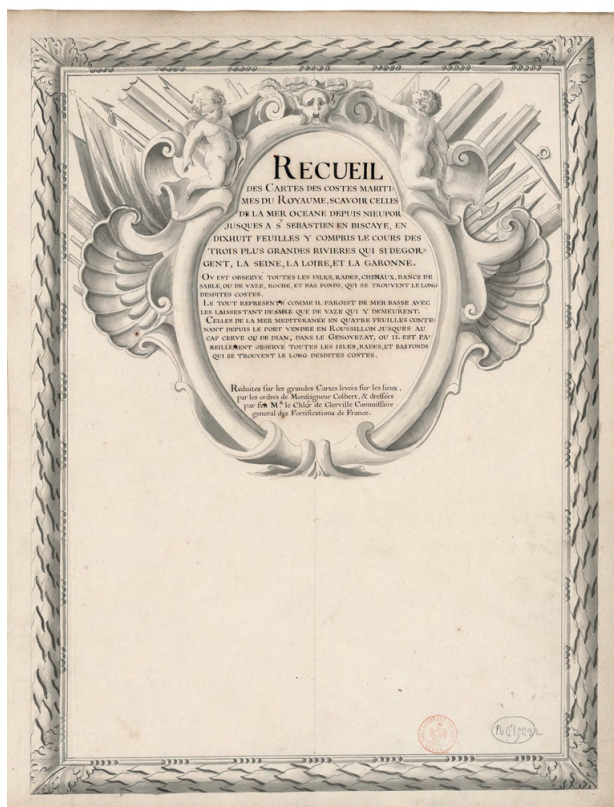 RECUEIL
DES CARTES DES COSTES MARITI-
MES DU ROYAUME, SCAVOIR CELLES
DE LA MER OCEANE DEPUIS NIEUPOR
JUSQUES A S.T SEBASTIEN EN BISCAYE, EN
DIXHUIT FEUILLES Y COMPRIS LE COURS DES
TROIS PLUS GRANDES RIVIERES QUI SI DEGOR-
GENT, LA SEINE, LA LOIRE, ET LA GARONNE.
OU EST OBSERVE TOUTES LES ISLES, RADES, CHENAUX, BANCS DE
SABLE, OU DE VAZE, ROCHE, ET BAS FONDS, QUI SE TROUVENT LE LONG
DESDITES COSTES.
LE TOUT REPRESENTE COMME IL PAROIST DE MER BASSE AVEC
LES LAISSES TANT DE SABLE QUE DE VAZE QUI Y DEMEURENT.
CELLES DE LA MER MEDITERANEE EN QUATRE FEUILLES CONTE-
NANT DEPUIS LE PORT VENDRE EN ROUSSILLON JUSQUES AU
CAP CERVE OU DE DIAN, DANS LE GENOVEZAT, OU IL EST PA-
REILLEMENT OBSERVE TOUTES LES ISLES, RADES, ET BASFONDS
QUI SE TROUVENT LE LONG DESDITES COSTES.
Reduites sur les grandes Cartes levées sur les lieux,
par les ordres de Monseigneur Colbert, & dressées
par feu M.r le Chlẽr de Clerville Commissaire
general des Fortifications de France.